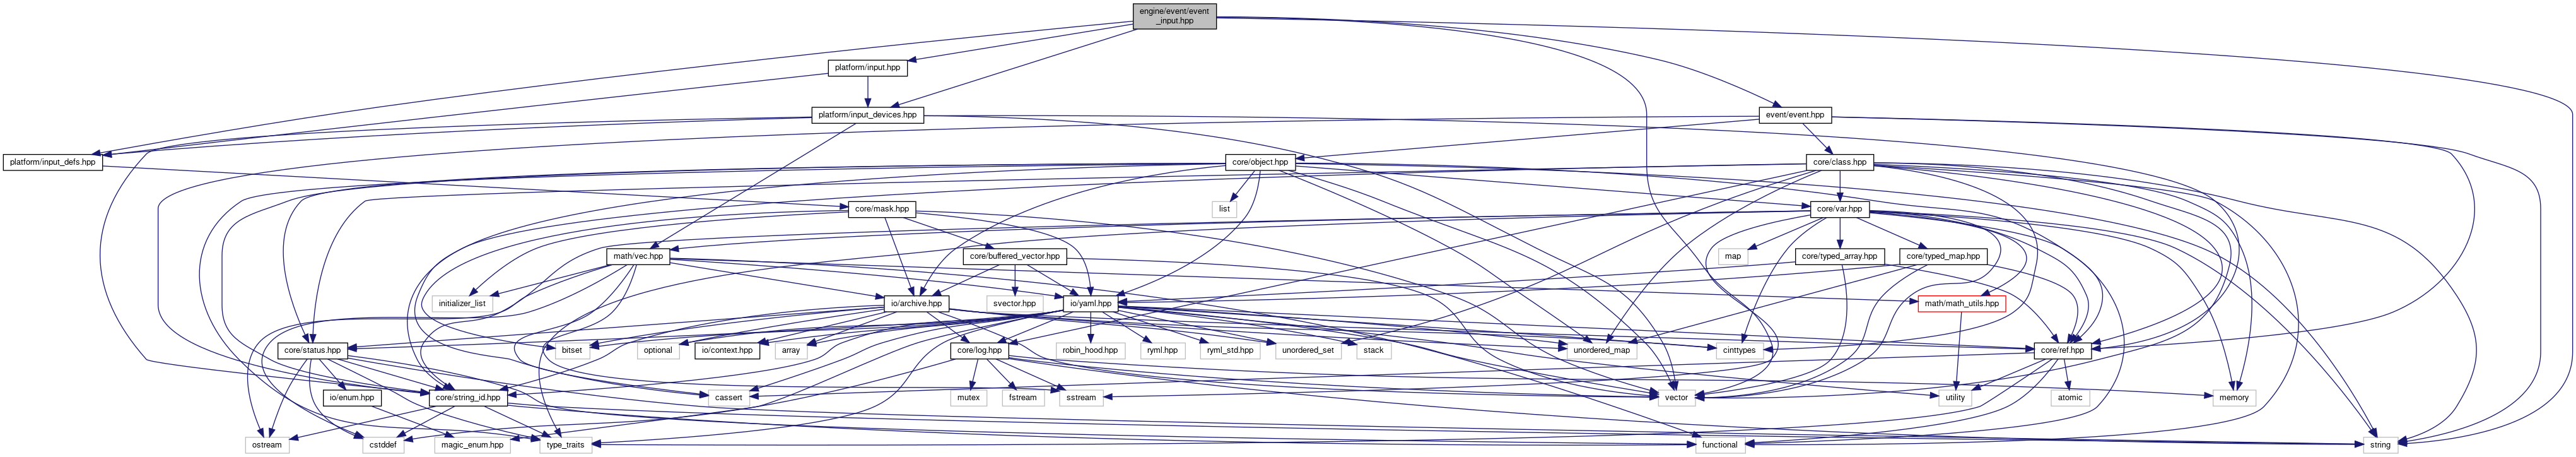 engine/event/event
_input.hpp
platform/input.hpp
platform/input_devices.hpp
event/event.hpp
platform/input_defs.hpp
core/object.hpp
core/class.hpp
list
core/mask.hpp
core/var.hpp
math/vec.hpp
core/buffered_vector.hpp
map
core/typed_array.hpp
core/typed_map.hpp
initializer_list
io/archive.hpp
svector.hpp
io/yaml.hpp
math/math_utils.hpp
core/status.hpp
bitset
optional
io/context.hpp
array
core/log.hpp
robin_hood.hpp
ryml.hpp
ryml_std.hpp
unordered_set
stack
unordered_map
cinttypes
core/ref.hpp
io/enum.hpp
core/string_id.hpp
cassert
mutex
fstream
sstream
vector
utility
atomic
memory
ostream
cstddef
magic_enum.hpp
type_traits
functional
string